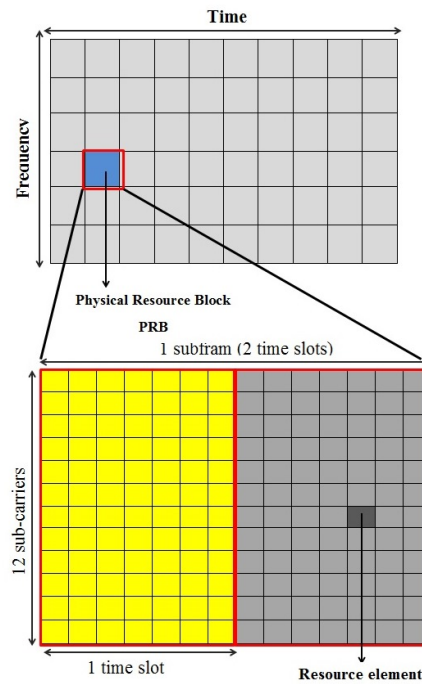 Time
Frequency
Physical Resource Block
PRB
1 subfram (2 time slots)
12 sub-carriers
1 time slot
Resource element